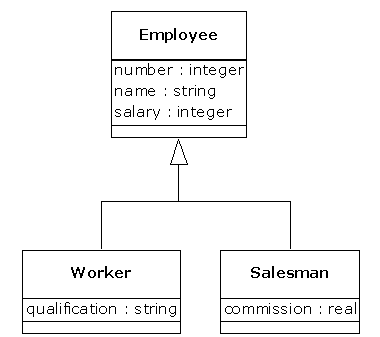 Employee
number : integer
name : string
salary : integer
Worker
qualification : string
Salesman
commission : real